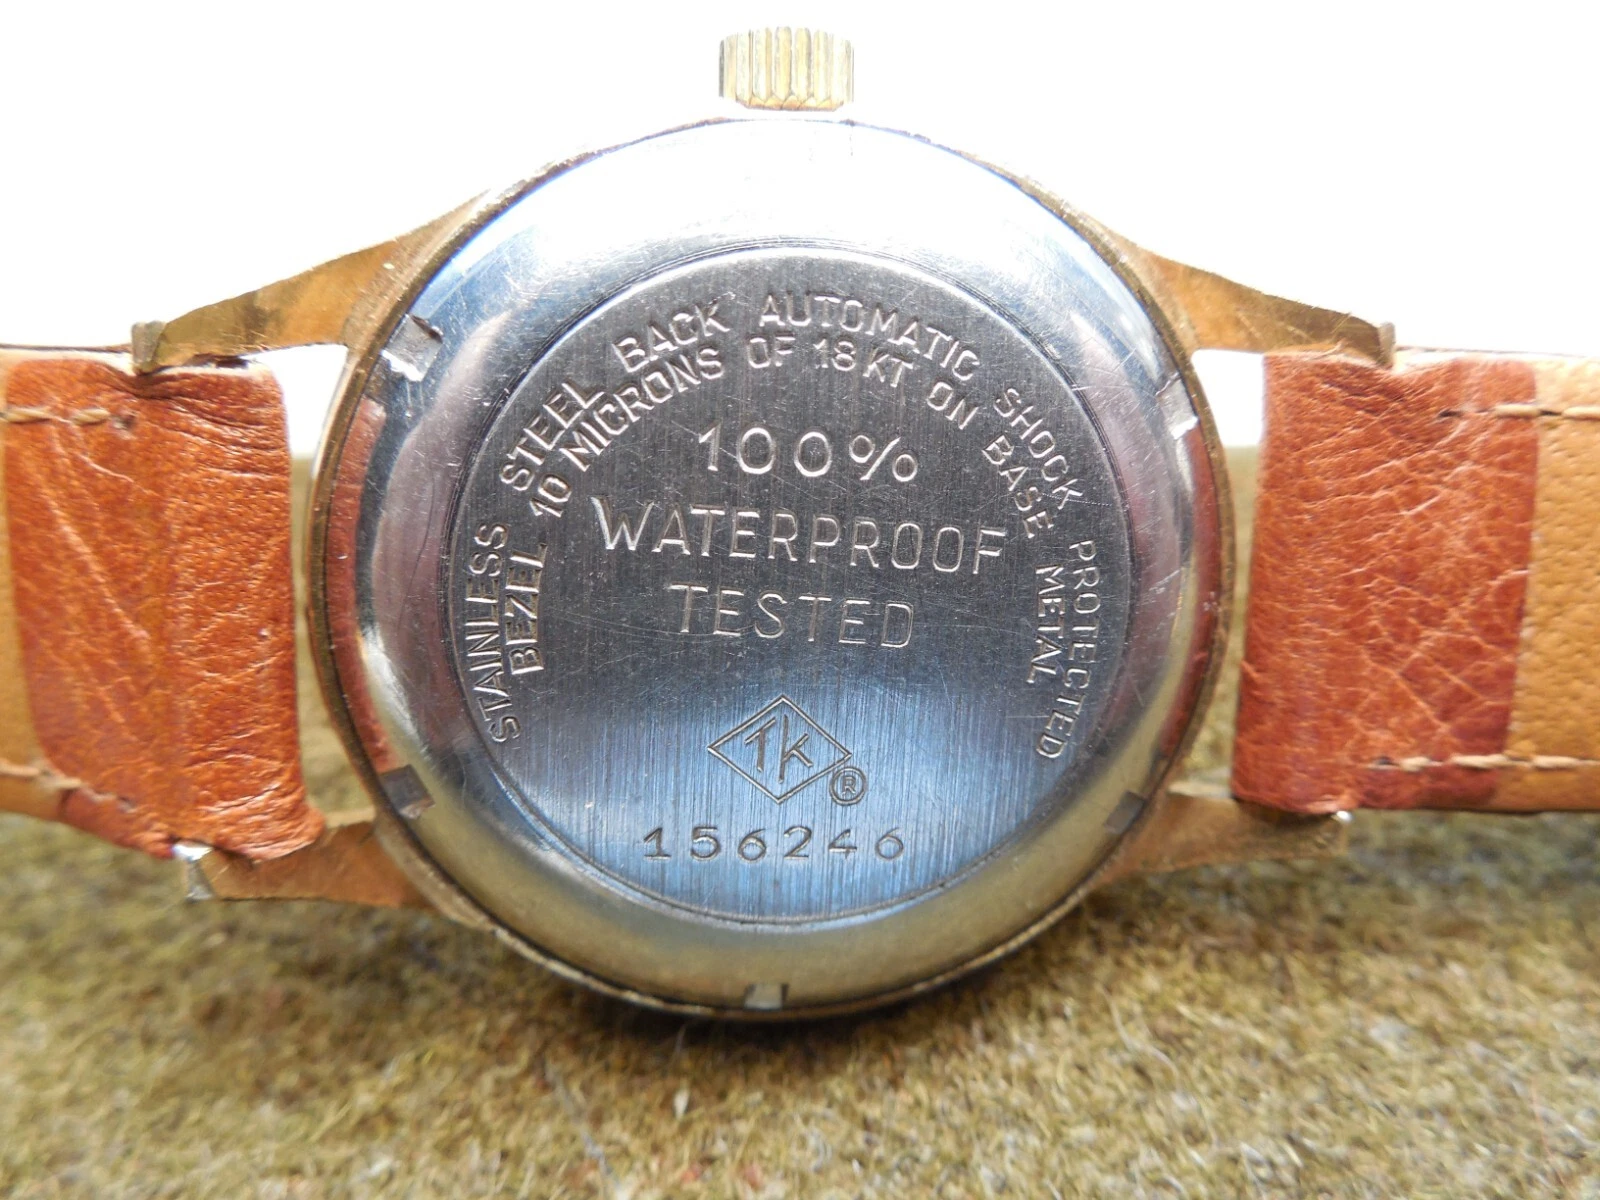 STAINLESS STEEL BACK AUTOMATIC SHOCK PROTECTED
BEZEL 10 MICRONS OF 18 KT ON BASE METAL
100%
WATERPROOF
TESTED
TK
®
156246